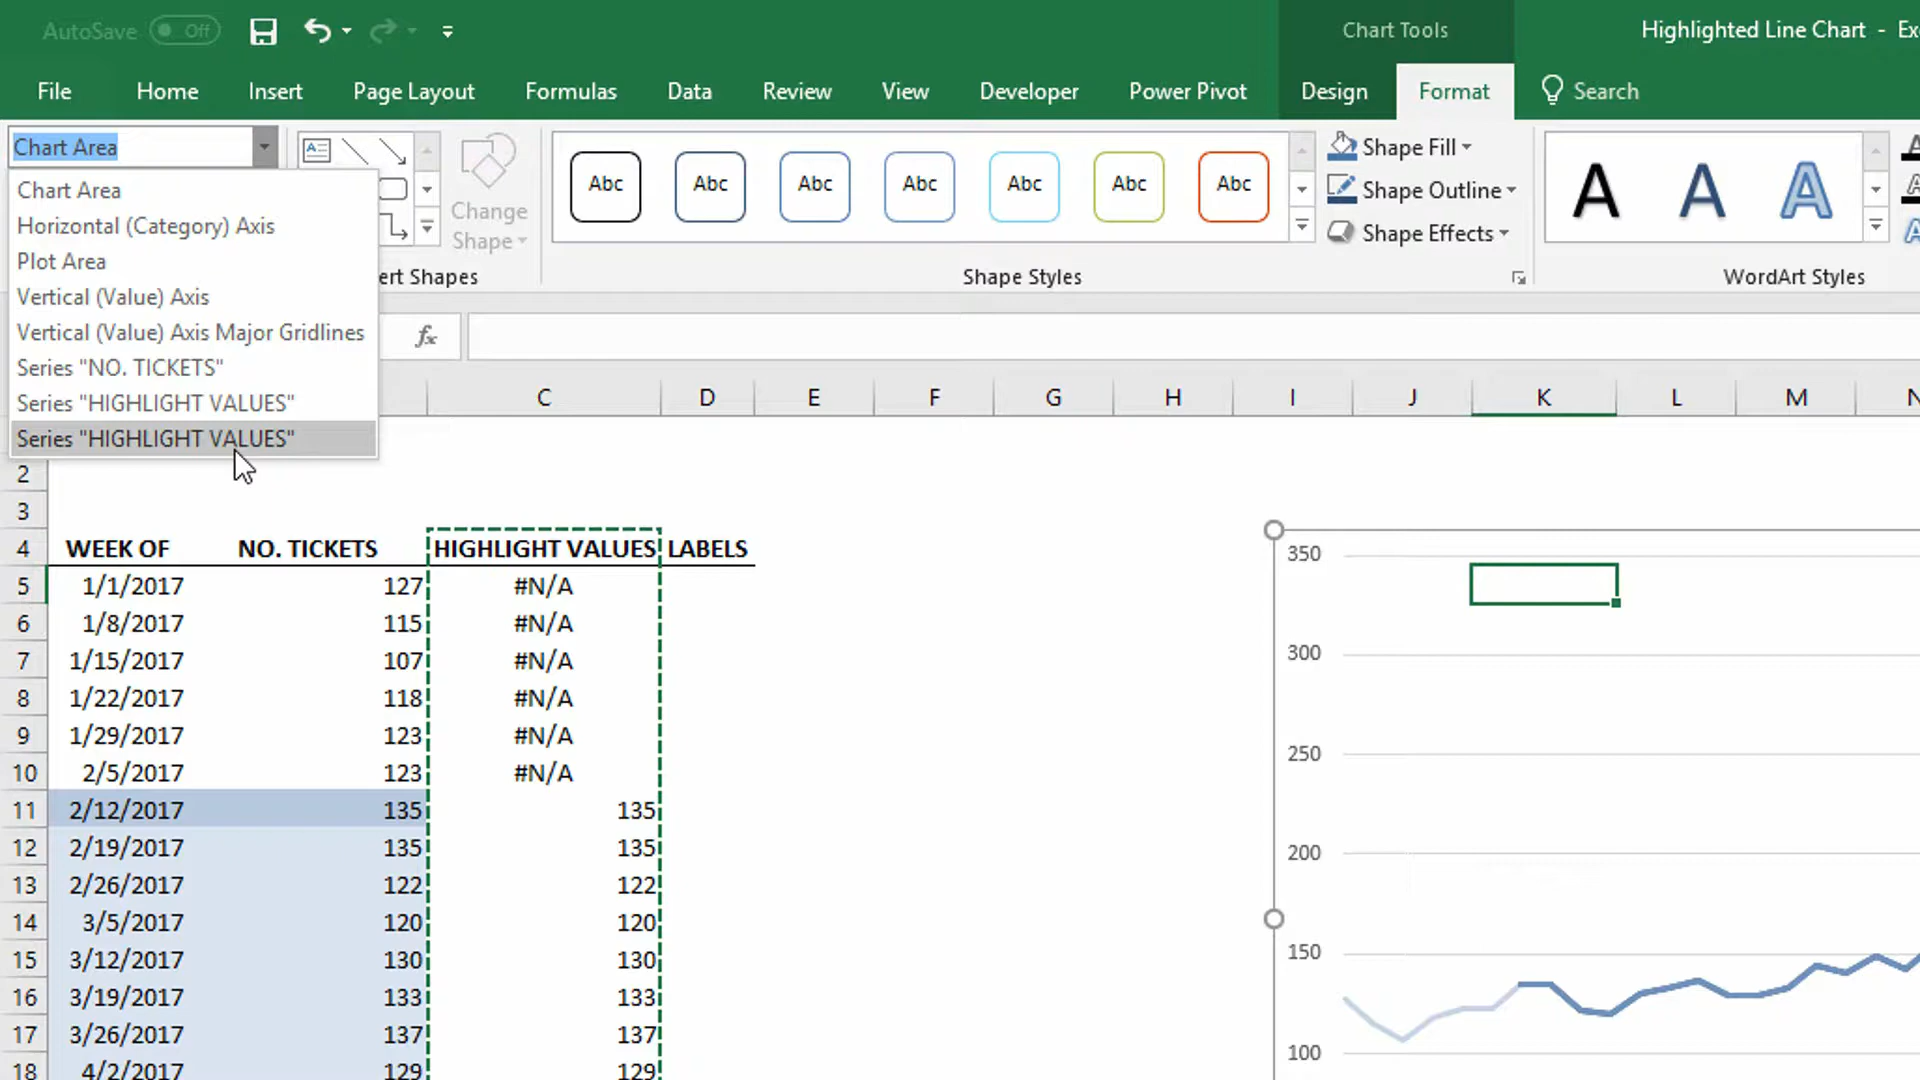 AutoSave Off
Chart Tools
Highlighted Line Chart - Exc
File Home Insert Page Layout Formulas Data Review View Developer Power Pivot Design Format Search
Chart Area
Chart Area
Horizontal (Category) Axis
Plot Area
Vertical (Value) Axis
Vertical (Value) Axis Major Gridlines
Series "NO. TICKETS"
Series "HIGHLIGHT VALUES"
Series "HIGHLIGHT VALUES"
Change
Shape
ert Shapes
Abc Abc Abc Abc Abc Abc Abc
Shape Styles
Shape Fill
Shape Outline
Shape Effects
A A A
WordArt Styles
fx
C D E F G H I J K L M N
2
3
4 WEEK OF NO. TICKETS HIGHLIGHT VALUES LABELS
5 1/1/2017 127 #N/A
6 1/8/2017 115 #N/A
7 1/15/2017 107 #N/A
8 1/22/2017 118 #N/A
9 1/29/2017 123 #N/A
10 2/5/2017 123 #N/A
11 2/12/2017 135 135
12 2/19/2017 135 135
13 2/26/2017 122 122
14 3/5/2017 120 120
15 3/12/2017 130 130
16 3/19/2017 133 133
17 3/26/2017 137 137
18 4/2/2017 129 129
350
300
250
200
150
100